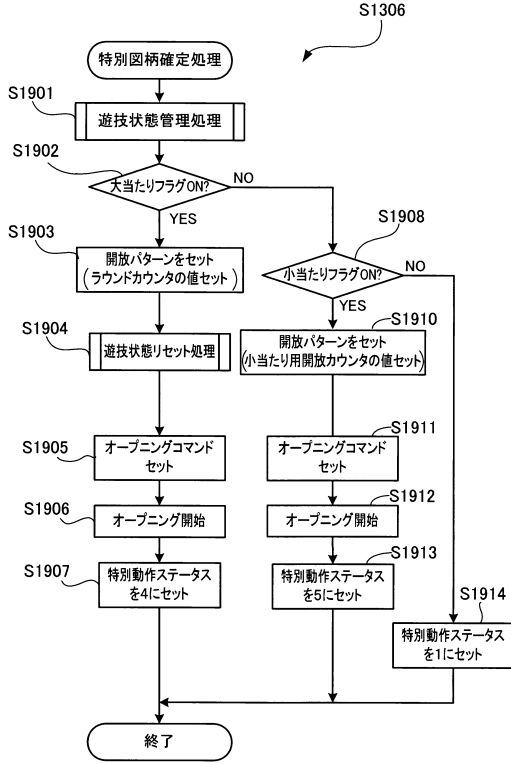 S1306
特別図柄確定処理
S1901
遊技状態管理処理
S1902
大当たりフラグON?
NO
YES
S1903
開放パターンをセット
(ラウンドカウンタの値セット)
S1908
小当たりフラグON?
NO
YES
S1904
遊技状態リセット処理
S1910
開放パターンをセット
(小当たり用開放カウンタの値セット)
S1905
オープニングコマンド
セット
S1911
オープニングコマンド
セット
S1906
オープニング開始
S1912
オープニング開始
S1907
特別動作ステータス
を4にセット
S1913
特別動作ステータス
を5にセット
S1914
特別動作ステータス
を1にセット
終了